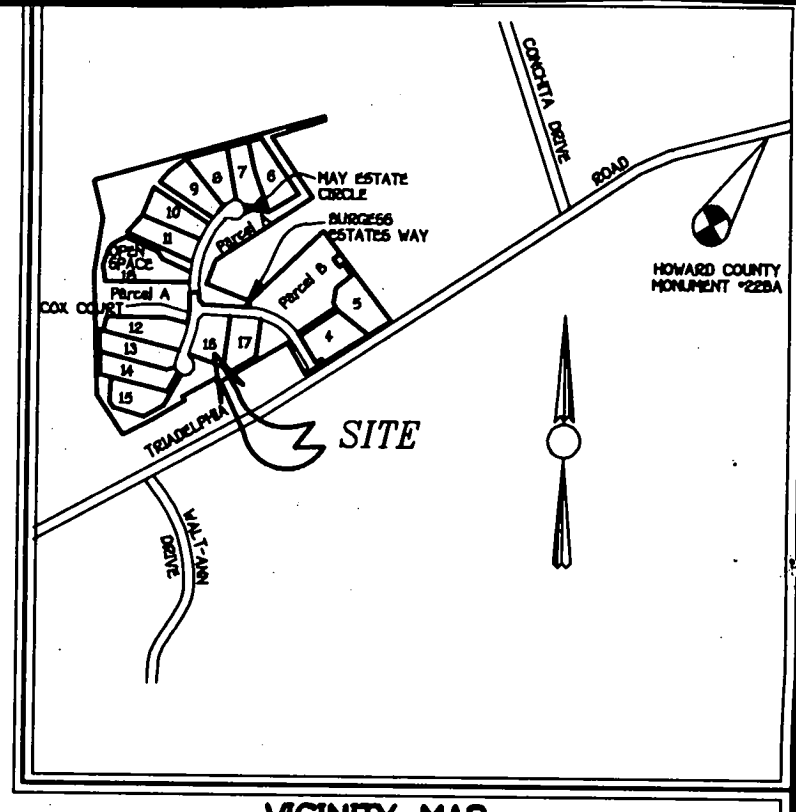 CONCHITA DRIVE
ROAD
MAY ESTATE
CIRCLE
BURGESS
ESTATES WAY
9
8
7
6
10
11
Parcel A
OPEN
SPACE
18
Parcel A
Parcel B
COX COURT
5
4
12
13
14
15
16
17
HOWARD COUNTY
MONUMENT #22BA
SITE
TRIADELPHIA
WALT-ANN
DRIVE
VICINITY MAP